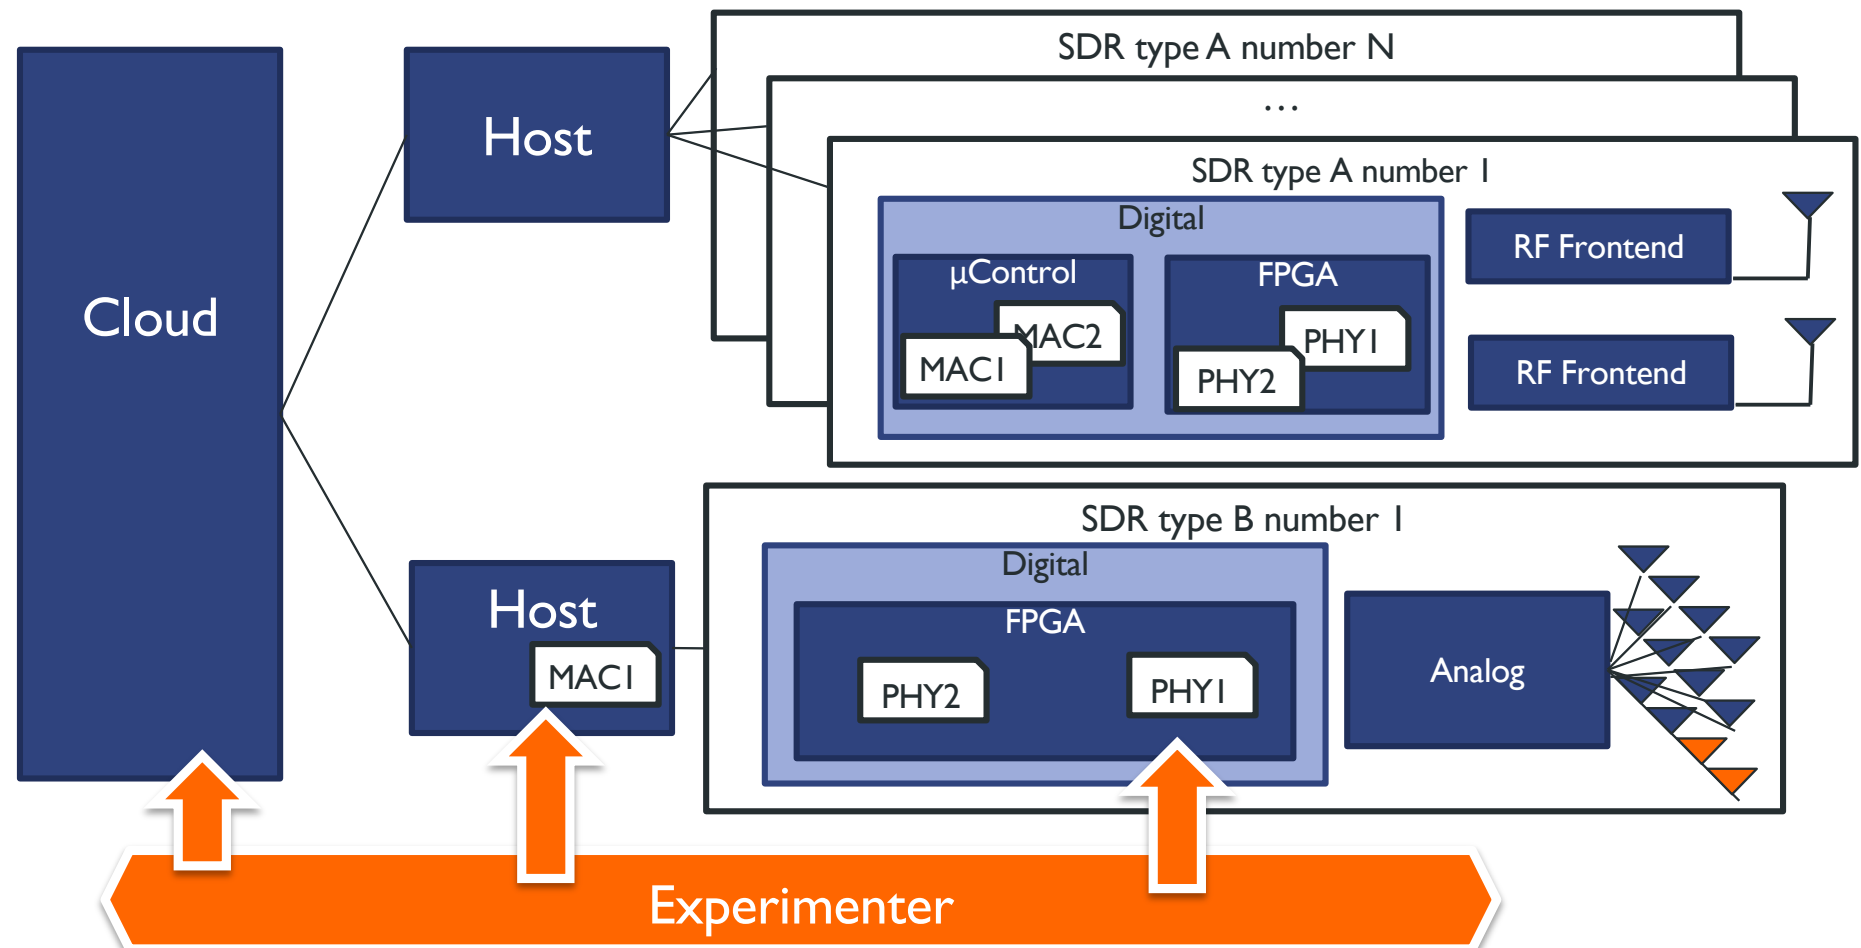 SDR type A number N
…
SDR type A number 1
Host
Digital
µControl
FPGA
MAC2
MAC1
PHY1
PHY2
RF Frontend
RF Frontend
Cloud
SDR type B number 1
Digital
Host
MAC1
FPGA
PHY2
PHY1
Analog
Experimenter